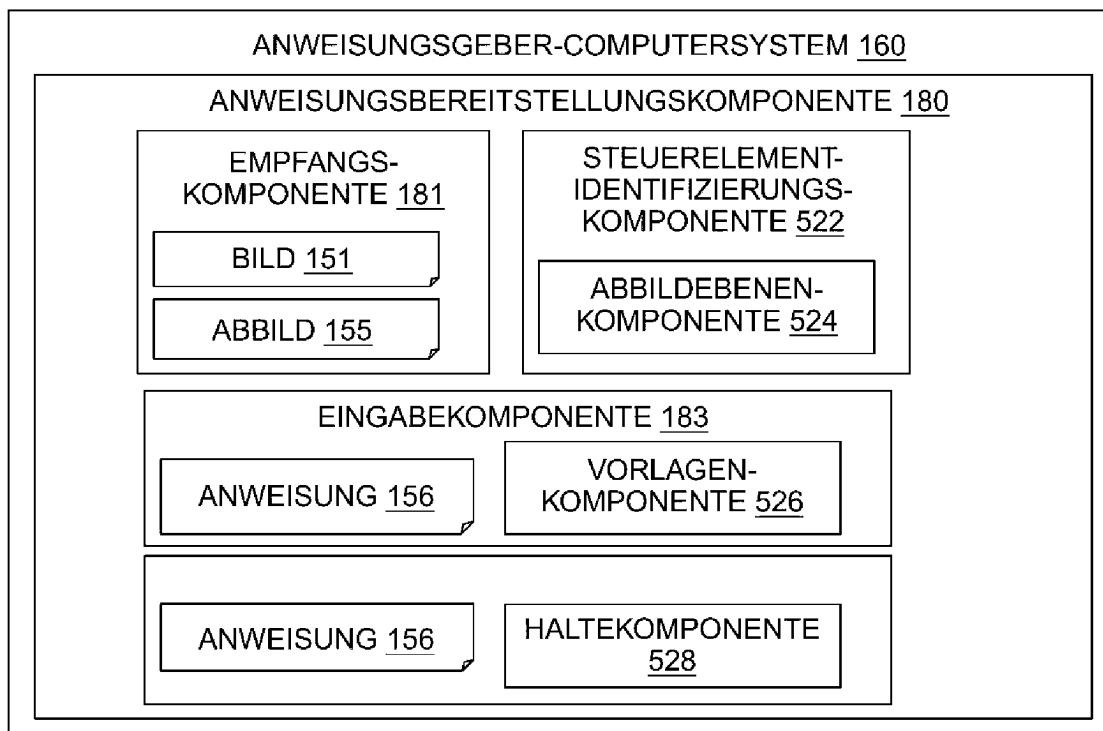 ANWEISUNGSGEBER-COMPUTERSYSTEM 160
ANWEISUNGSBEREITSTELLUNGSKOMPONENTE 180
EMPFANGS-
KOMPONENTE 181
BILD 151
ABBILD 155
STEUERELEMENT-
IDENTIFIZIERUNGS-
KOMPONENTE 522
ABBILDEBENEN-
KOMPONENTE 524
EINGABEKOMPONENTE 183
ANWEISUNG 156
VORLAGEN-
KOMPONENTE 526
ANWEISUNG 156
HALTEKOMPONENTE
528